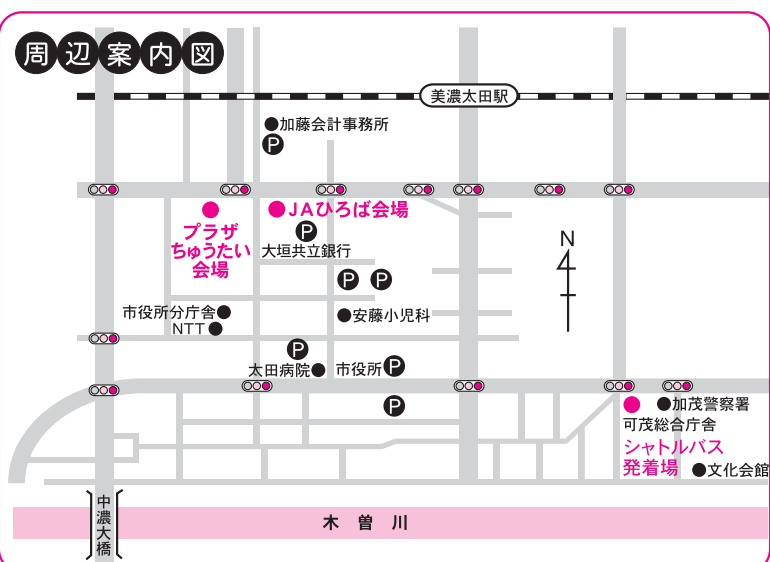 周辺案内図
美濃太田駅
加藤会計事務所
P
プラザ
ちゅうたい
会場
JAひろば会場
P
大垣共立銀行
N
P
P
市役所分庁舎
NTT
安藤小児科
P
太田病院
市役所
P
P
加茂警察署
可茂総合庁舎
シャトルバス
発着場
文化会館
中濃大橋
木曽川